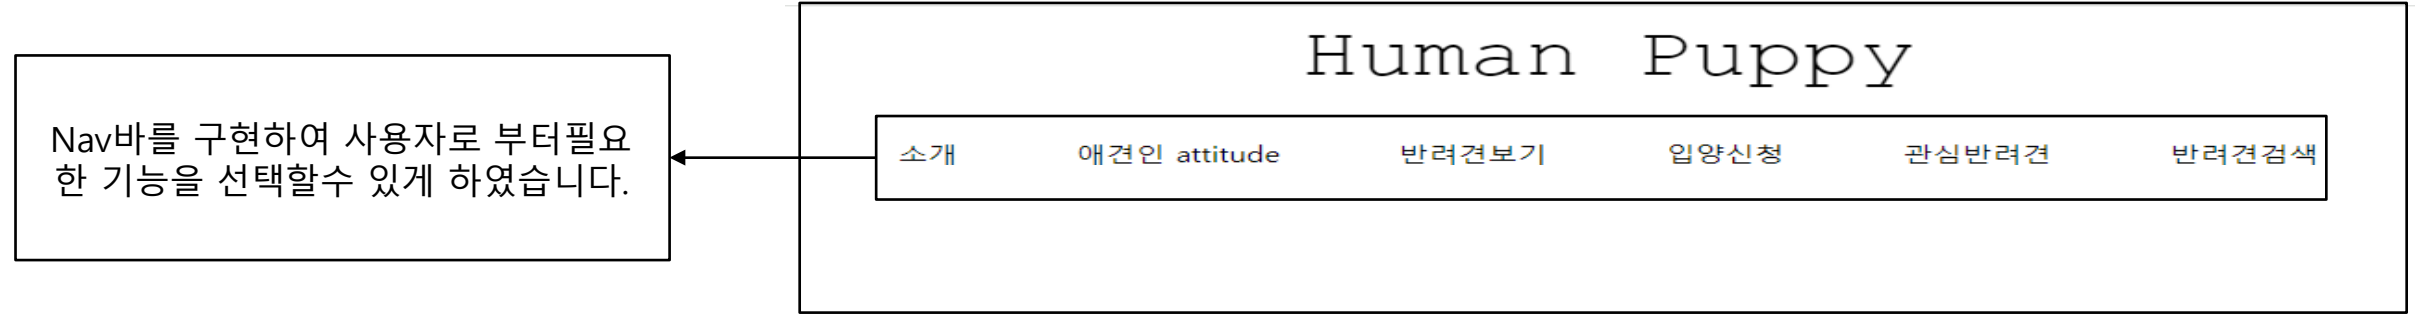 Human Puppy
Nav바를 구현하여 사용자로 부터필요
한 기능을 선택할수 있게 하였습니다.
소개 애견인 attitude 반려견보기 입양신청 관심반려견 반려견검색